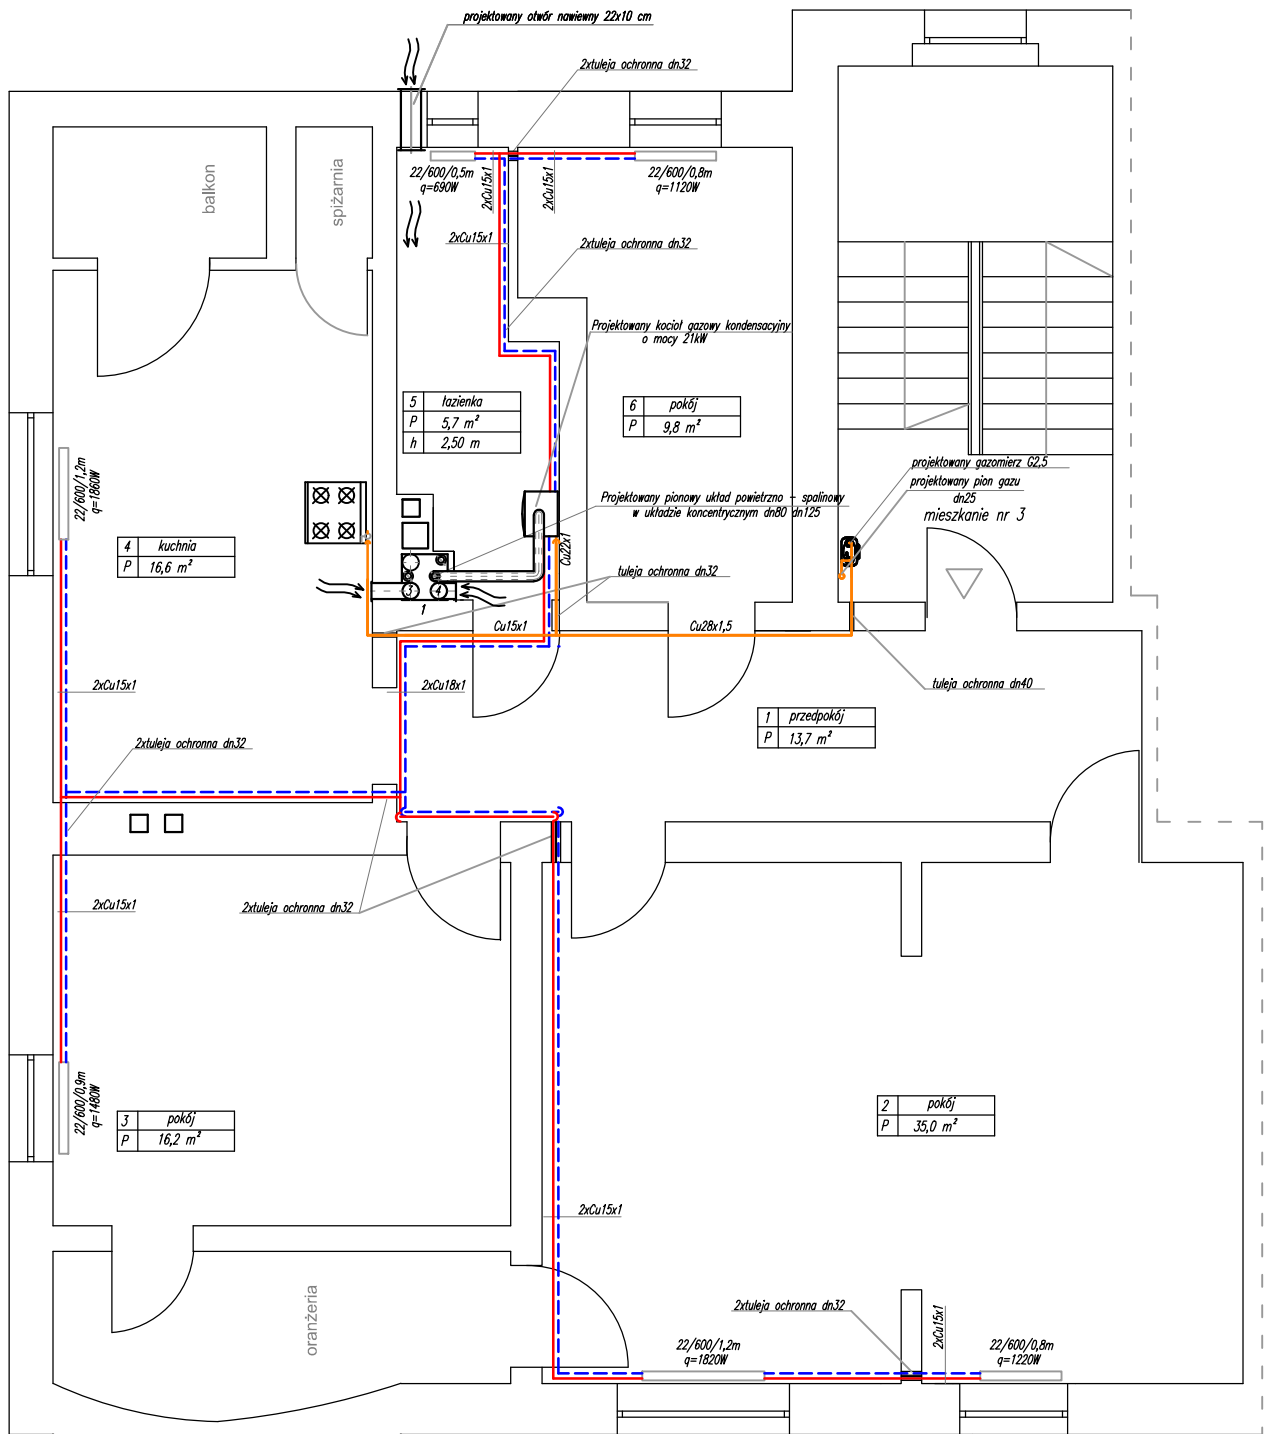 projektowany otwór nawiewny 22x10 cm
2xtuleja ochronna dn32
balkon
spiżarnia
22/600/0,5m
q=690W
2xCu15x1
2xCu15x1
22/600/0,8m
q=1120W
2xCu15x1
2xtuleja ochronna dn32
Projektowany kocioł gazowy kondensacyjny
o mocy 21kW
5 łazienka
P 5,7 m²
h 2,50 m
6 pokój
P 9,8 m²
22/600/1,2m
q=1860W
projektowany gazomierz G2,5
projektowany pion gazu
dn25
mieszkanie nr 3
Projektowany pionowy układ powietrzno - spalinowy
w układzie koncentrycznym dn80 dn125
Cu22x1
4 kuchnia
P 16,6 m²
tuleja ochronna dn32
3
4
1
Cu15x1
Cu28x1,5
2xCu15x1
2xCu18x1
tuleja ochronna dn40
1 przedpokój
P 13,7 m²
2xtuleja ochronna dn32
2xCu15x1
2xtuleja ochronna dn32
22/600/0,9m
q=1480W
3 pokój
P 16,2 m²
2 pokój
P 35,0 m²
2xCu15x1
oranżeria
2xtuleja ochronna dn32
2xCu15x1
22/600/1,2m
q=1820W
22/600/0,8m
q=1220W